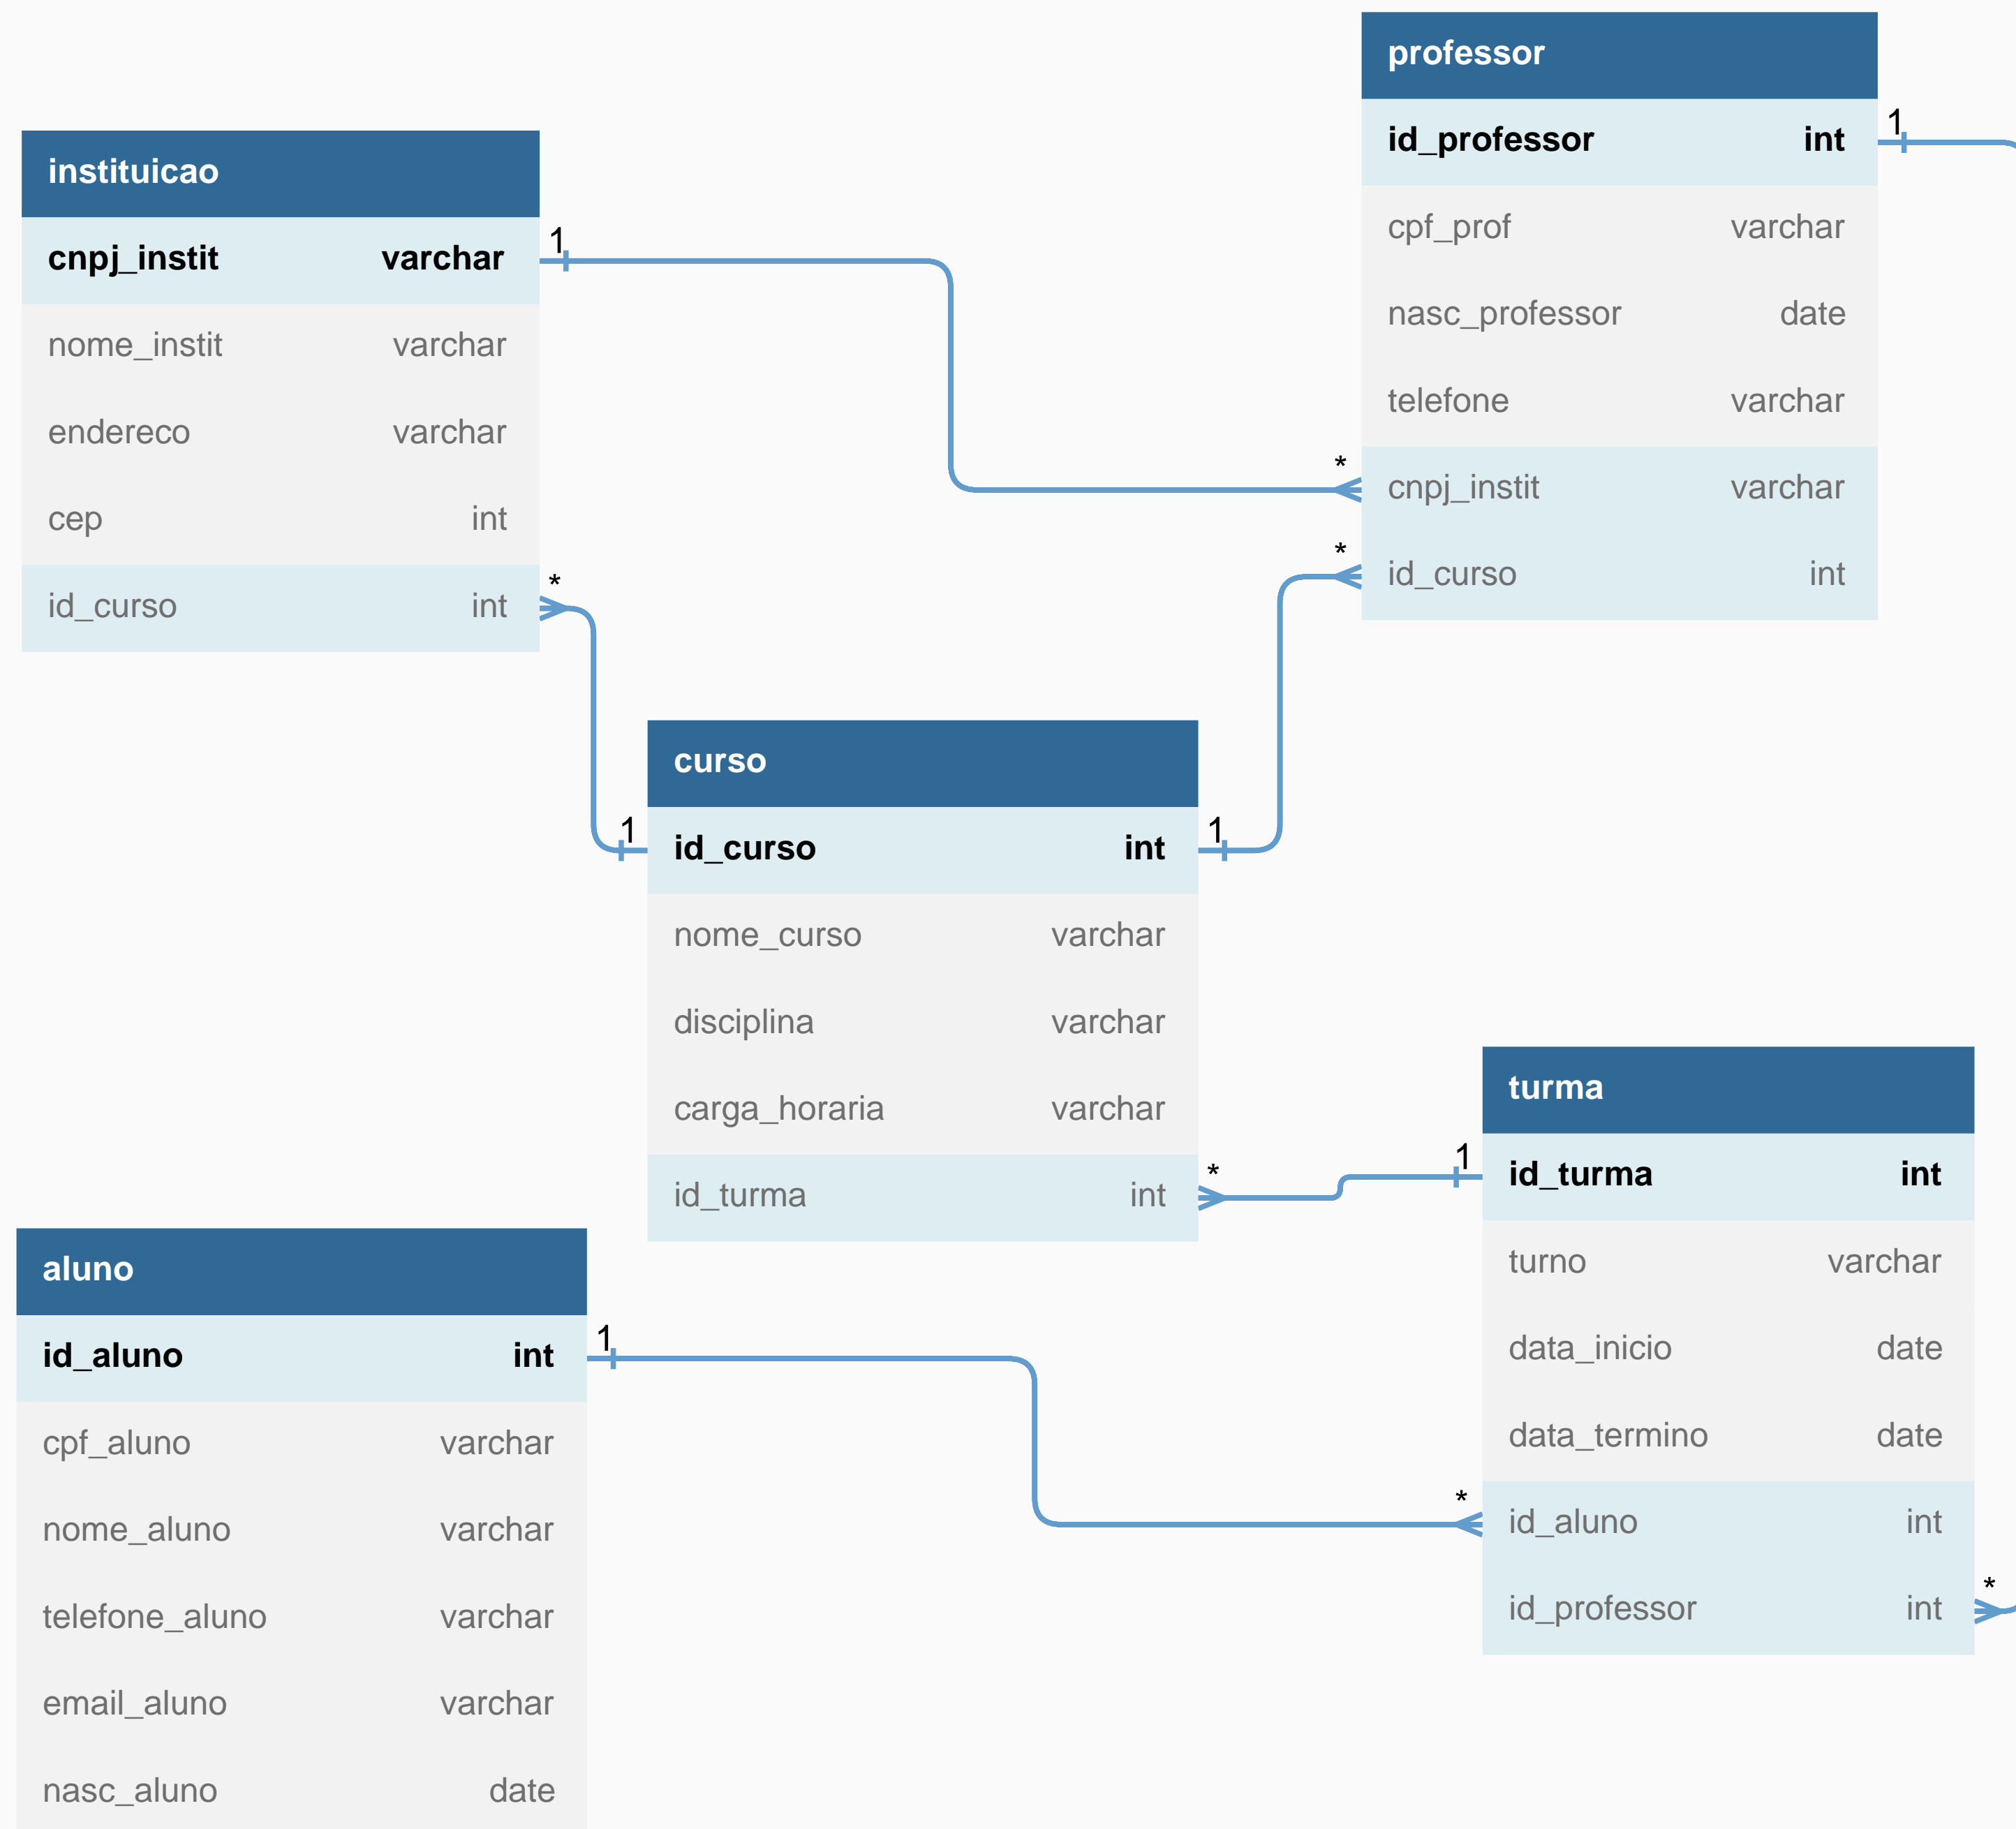 professor
id_professor int
cpf_prof varchar
nasc_professor date
telefone varchar
cnpj_instit varchar
id_curso int
1
*
*
instituicao
cnpj_instit varchar
nome_instit varchar
endereco varchar
cep int
id_curso int
1
*
curso
id_curso int
nome_curso varchar
disciplina varchar
carga_horaria varchar
id_turma int
1
1
*
turma
id_turma int
turno varchar
data_inicio date
data_termino date
id_aluno int
id_professor int
1
*
*
aluno
id_aluno int
cpf_aluno varchar
nome_aluno varchar
telefone_aluno varchar
email_aluno varchar
nasc_aluno date
1